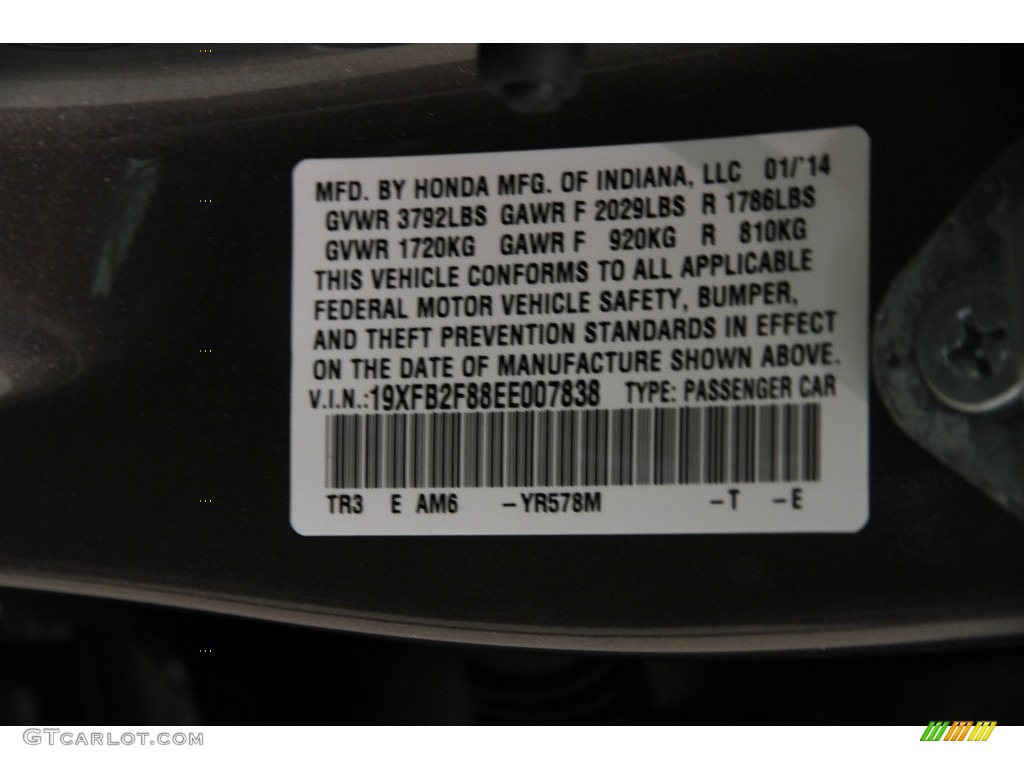 MFD. BY HONDA MFG. OF INDIANA, LLC 01/'14
GVWR 3792LBS GAWR F 2029LBS R 1786LBS
GVWR 1720KG GAWR F 920KG R 810KG
THIS VEHICLE CONFORMS TO ALL APPLICABLE
FEDERAL MOTOR VEHICLE SAFETY, BUMPER,
AND THEFT PREVENTION STANDARDS IN EFFECT
ON THE DATE OF MANUFACTURE SHOWN ABOVE.
V.I.N.:19XFB2F88EE007838 TYPE: PASSENGER CAR
TR3 E AM6 –YR578M –T –E
GTCarLot.com